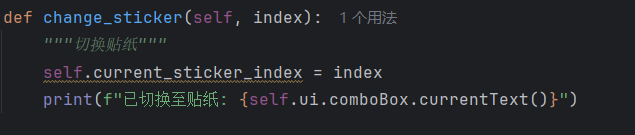 def change_sticker(self, index):  1个用法
    """切换贴纸"""
    self.current_sticker_index = index
    print(f"已切换至贴纸: {self.ui.comboBox.currentText()}")